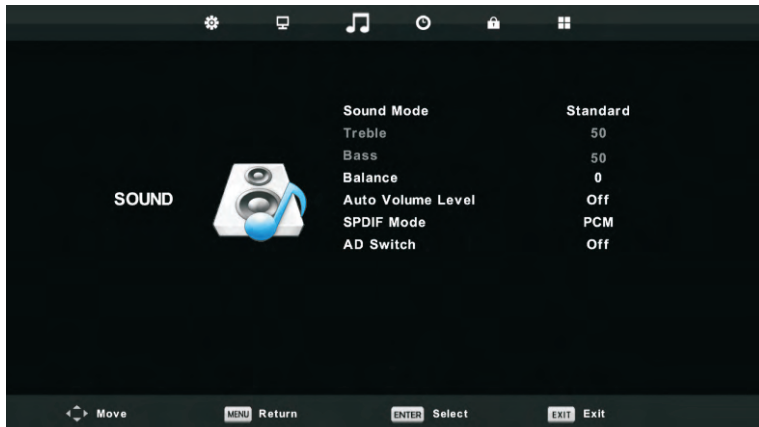 Sound Mode Standard
Treble 50
Bass 50
Balance 0
SOUND
Auto Volume Level Off
SPDIF Mode PCM
AD Switch Off
Move MENU Return ENTER Select EXIT Exit